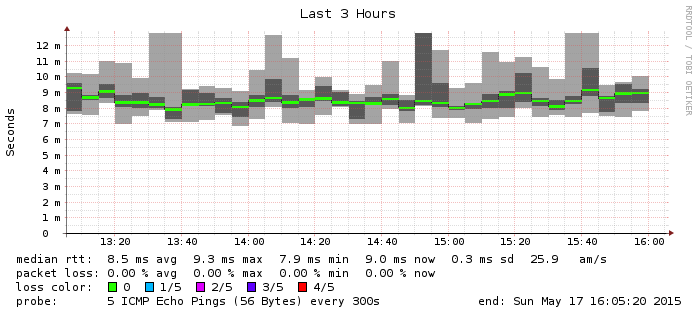 Last 3 Hours
RRDTOOL / TOBI OETIKER
Seconds
12 m
11 m
10 m
9 m
8 m
7 m
6 m
5 m
4 m
3 m
2 m
1 m
0
13:20 13:40 14:00 14:20 14:40 15:00 15:20 15:40 16:00
median rtt: 8.5 ms avg 9.3 ms max 7.9 ms min 9.0 ms now 0.3 ms sd 25.9 am/s
packet loss: 0.00 % avg 0.00 % max 0.00 % min 0.00 % now
loss color: 0 1/5 2/5 3/5 4/5
probe: 5 ICMP Echo Pings (56 Bytes) every 300s end: Sun May 17 16:05:20 2015